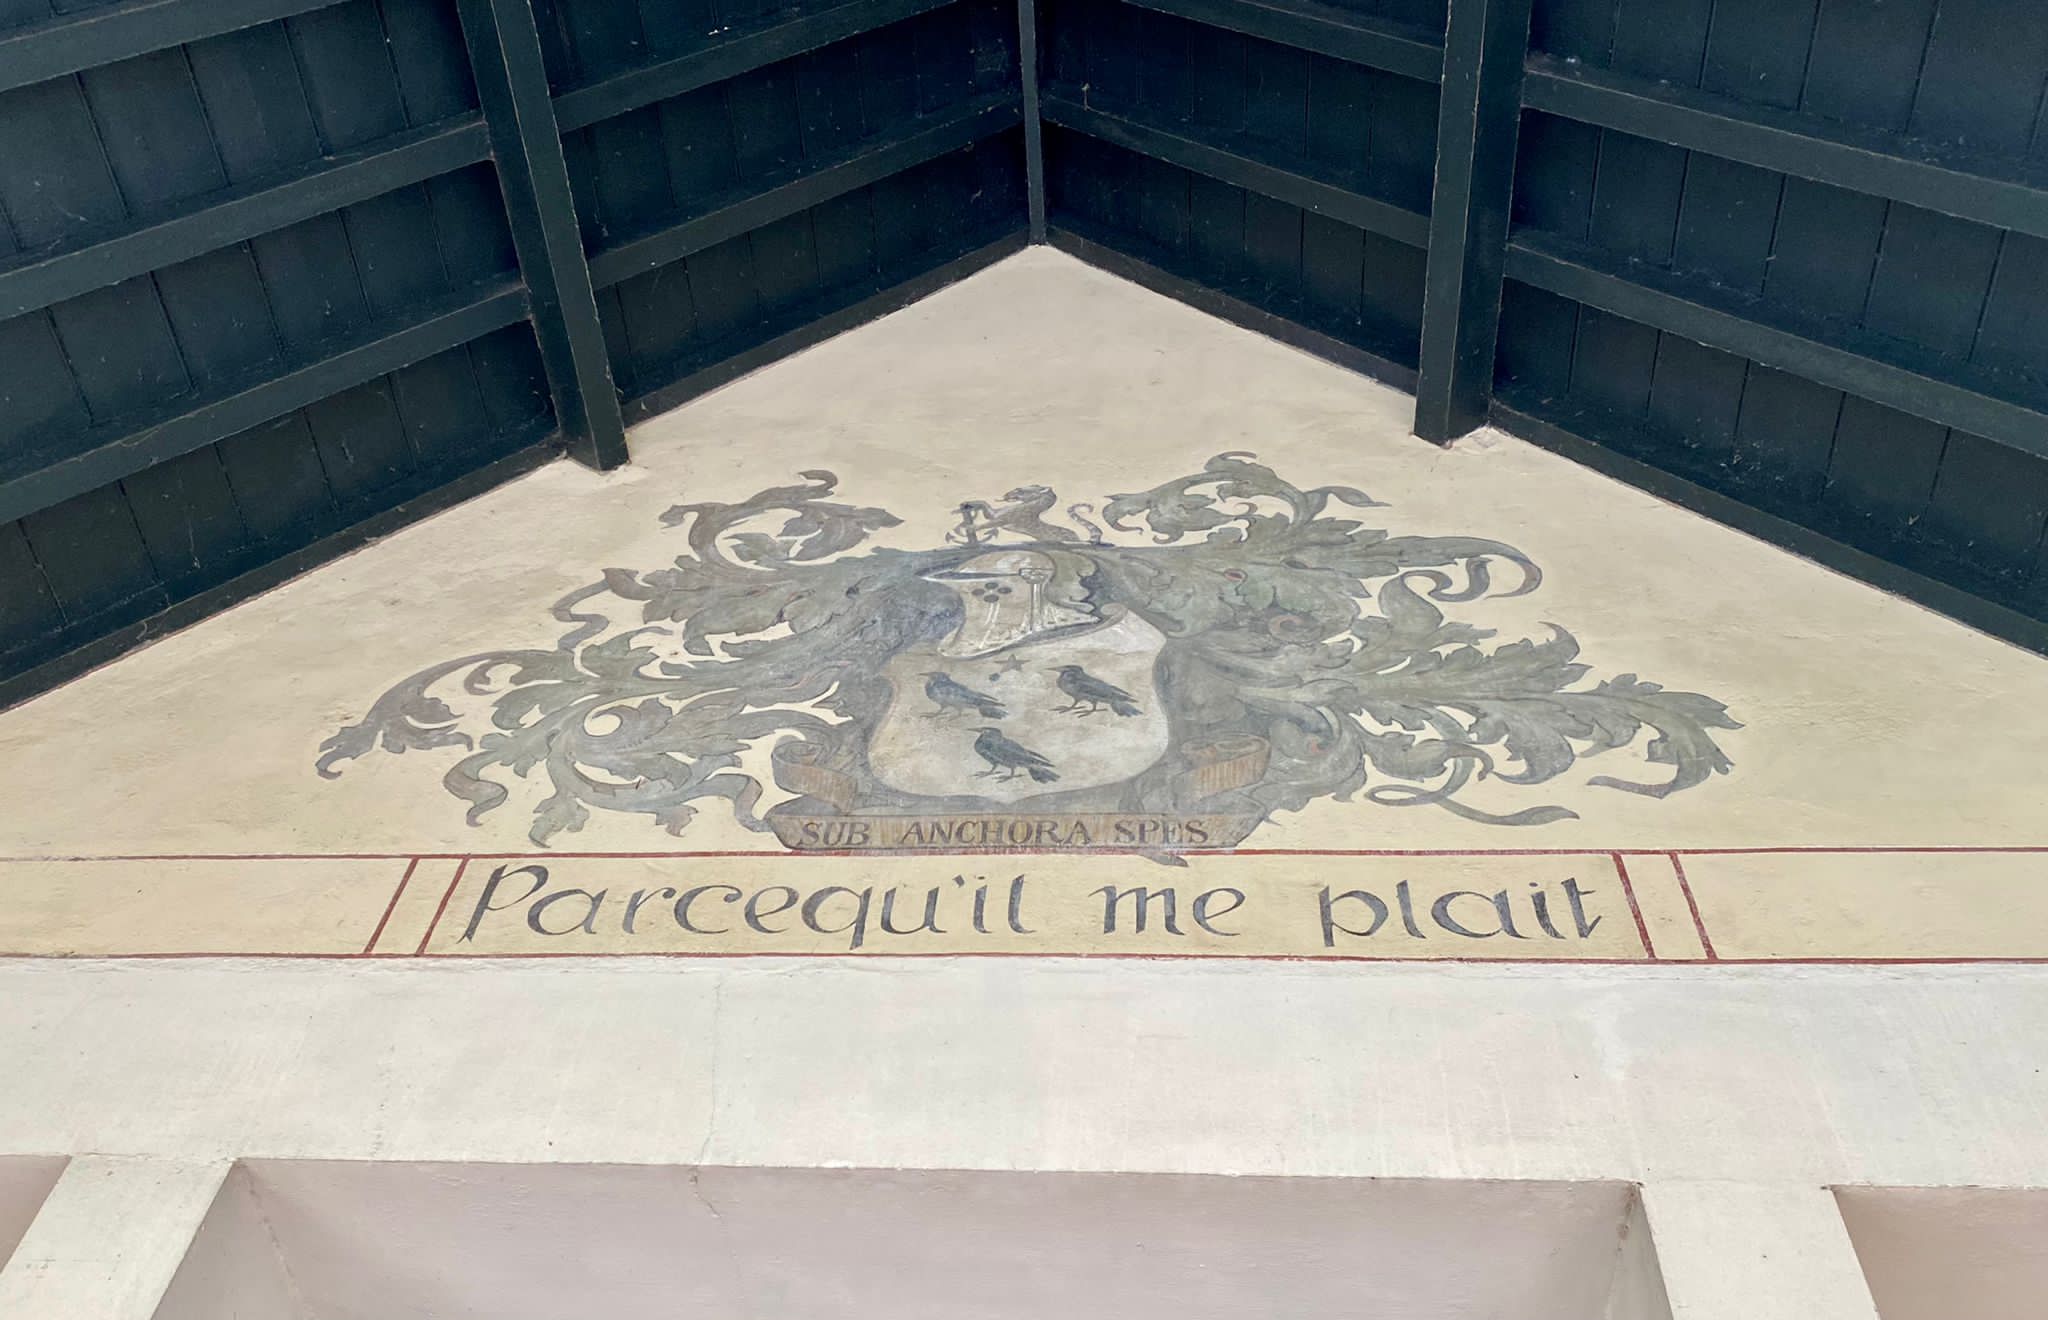 SUB ANCHORA SPES
Parcequ'il me plait